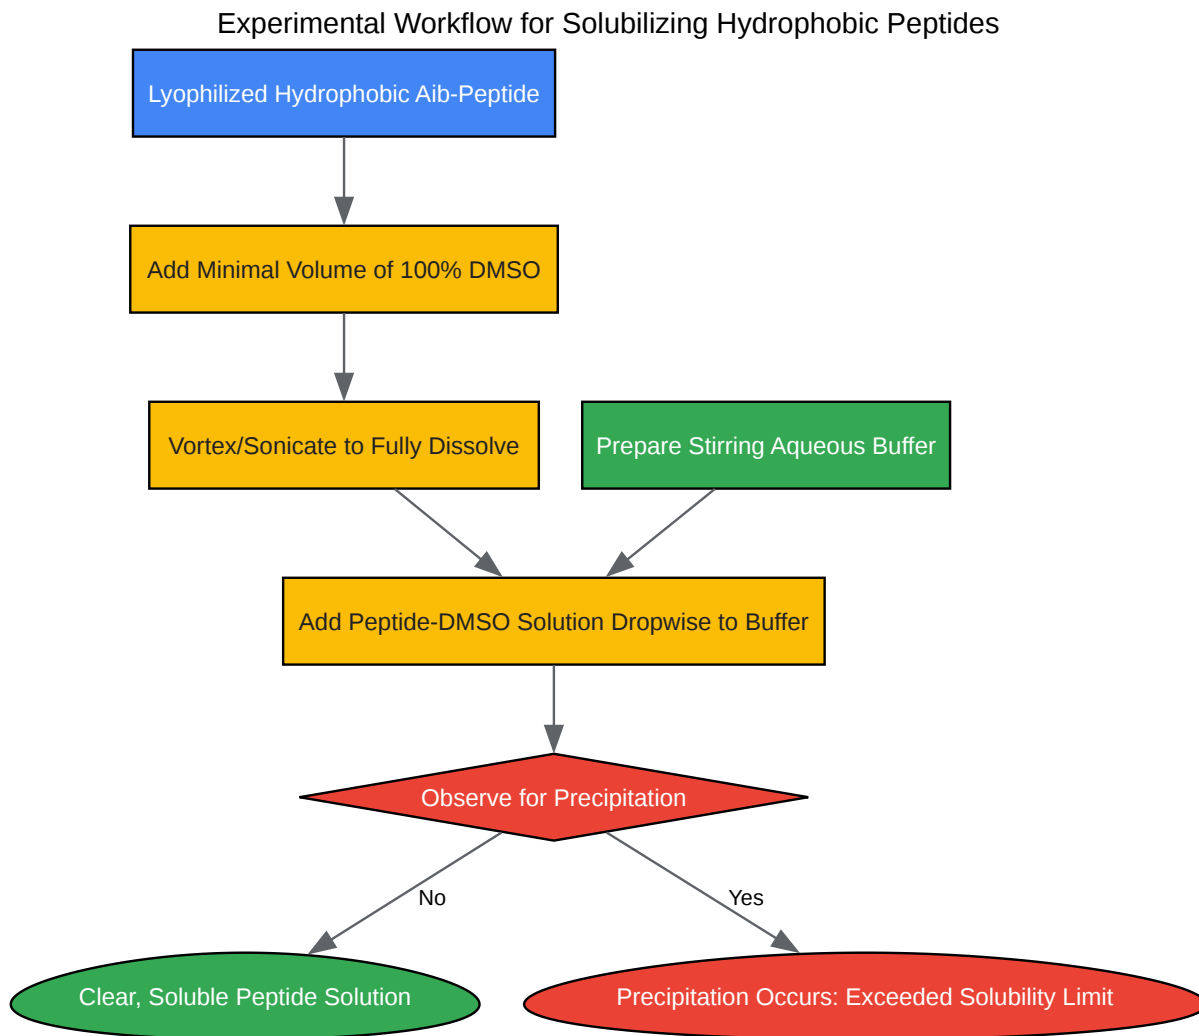 Experimental Workflow for Solubilizing Hydrophobic Peptides
Lyophilized Hydrophobic Aib-Peptide
Add Minimal Volume of 100% DMSO
Vortex/Sonicate to Fully Dissolve
Prepare Stirring Aqueous Buffer
Add Peptide-DMSO Solution Dropwise to Buffer
Observe for Precipitation
No
Yes
Clear, Soluble Peptide Solution
Precipitation Occurs: Exceeded Solubility Limit